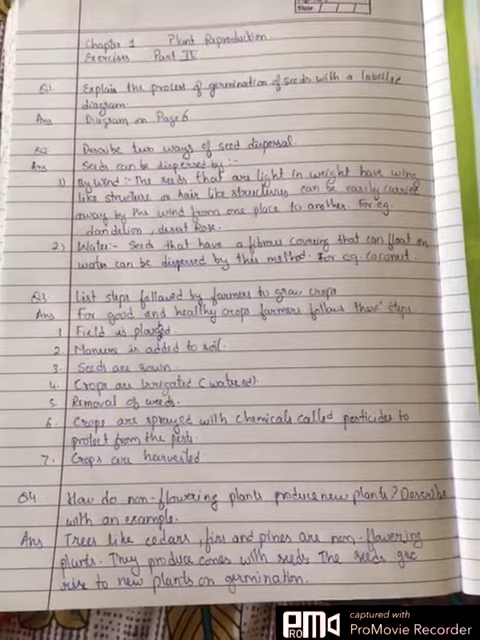 Date
Chapter 1 Plant Reproduction
Exercises Part IV
Q1 Explain the process of germination of seeds with a labelled
diagram.
Ans Diagram on Page 6
Q2 Describe two ways of seed dispersal.
Ans Seeds can be dispersed by :-
1) By wind :- The seeds that are light in weight have wing
like structure or hair like structures can be easily carried
away by the wind from one place to another. For eg.
dandelion, desert Rose.
2) Water:- Seeds that have a fibrous covering that can float on
water can be dispersed by this method. For eg. coconut.
Q3 List steps followed by farmers to grow crops
Ans For good and healthy crops farmers follows these steps
1 Field is plouged
2. Manure is added to soil.
3. Seeds are sown.
4. Crops are irrigated (watered).
5. Removal of weeds.
6. Crops are sprayed with chemicals called pesticides to
protect from the pests.
7. Crops are harvested
Q4 How do non-flowering plants produce new plants? Describe
with an example.
Ans Trees like cedars, firs and pines are non-flowering
plants. They produce cones with seeds The seeds give
rise to new plants on germination.
PRO PM captured with
ProMovie Recorder